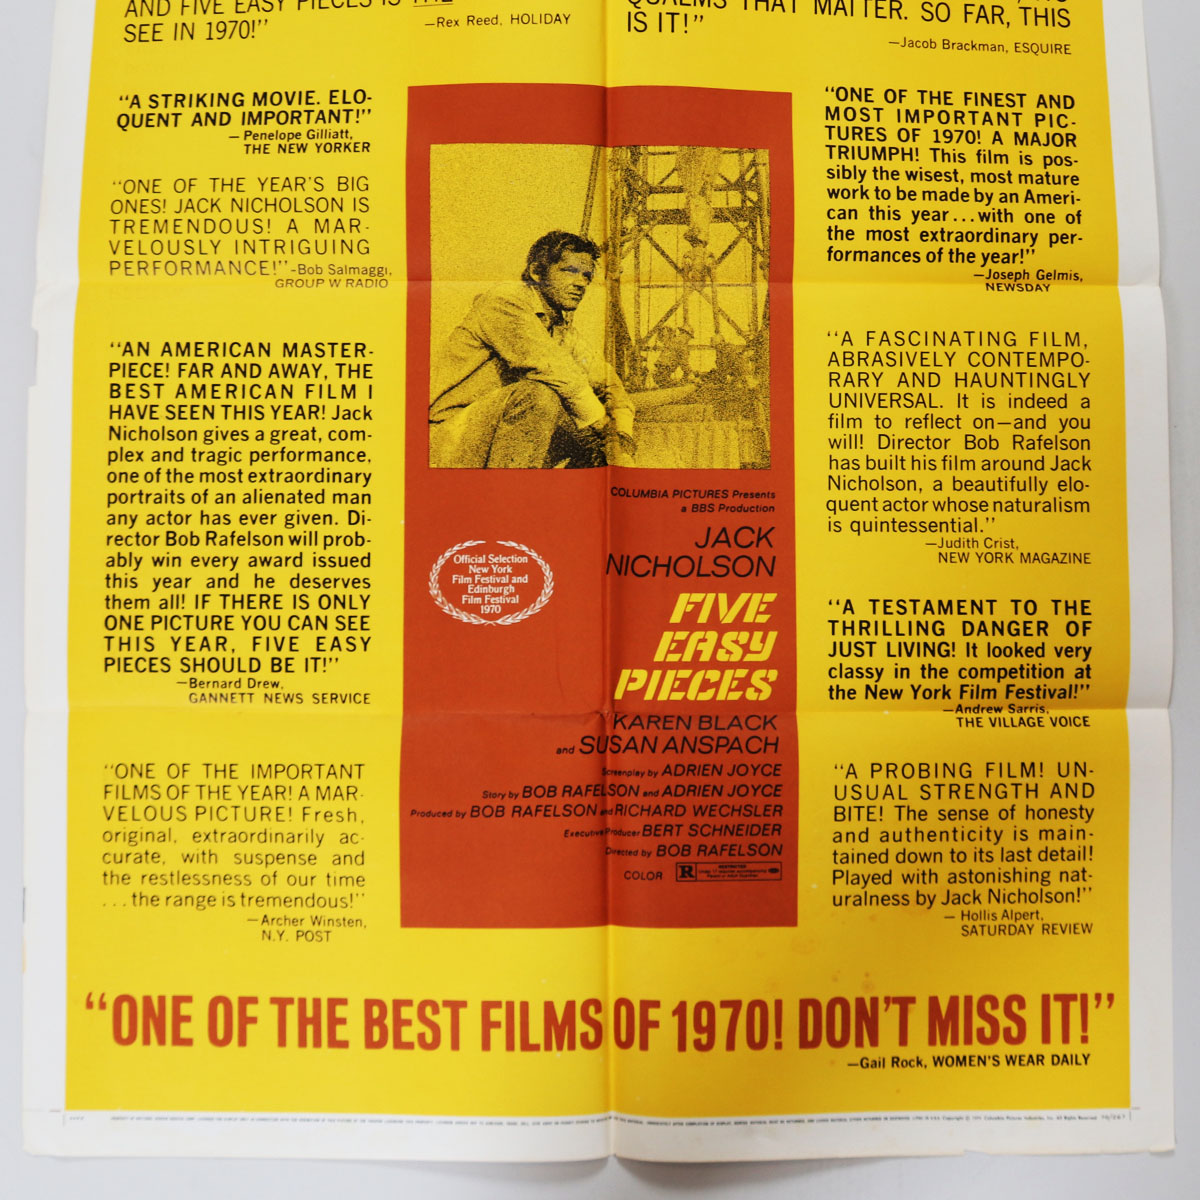 AND FIVE EASY PIECES IS THE
SEE IN 1970!"
—Rex Reed, HOLIDAY
QUALMS THAT MATTER. SO FAR, THIS
IS IT!"
—Jacob Brackman, ESQUIRE
"A STRIKING MOVIE. ELO-
QUENT AND IMPORTANT!"
— Penelope Gilliatt,
THE NEW YORKER
"ONE OF THE YEAR'S BIG
ONES! JACK NICHOLSON IS
TREMENDOUS! A MAR-
VELOUSLY INTRIGUING
PERFORMANCE!"-Bob Salmaggi,
GROUP W RADIO
"AN AMERICAN MASTER-
PIECE! FAR AND AWAY, THE
BEST AMERICAN FILM I
HAVE SEEN THIS YEAR! Jack
Nicholson gives a great, com-
plex and tragic performance,
one of the most extraordinary
portraits of an alienated man
any actor has ever given. Di-
rector Bob Rafelson will prob-
ably win every award issued
this year and he deserves
them all! IF THERE IS ONLY
ONE PICTURE YOU CAN SEE
THIS YEAR, FIVE EASY
PIECES SHOULD BE IT!"
—Bernard Drew,
GANNETT NEWS SERVICE
"ONE OF THE IMPORTANT
FILMS OF THE YEAR! A MAR-
VELOUS PICTURE! Fresh,
original, extraordinarily ac-
curate, with suspense and
the restlessness of our time
...the range is tremendous!"
—Archer Winsten,
N.Y. POST
Official Selection
New York
Film Festival and
Edinburgh
Film Festival
1970
COLUMBIA PICTURES Presents
a BBS Production
JACK
NICHOLSON
FIVE
EASY
PIECES
KAREN BLACK
and SUSAN ANSPACH
Screenplay by ADRIEN JOYCE
Story by BOB RAFELSON and ADRIEN JOYCE
Produced by BOB RAFELSON and RICHARD WECHSLER
Executive Producer BERT SCHNEIDER
Directed by BOB RAFELSON
COLOR R RESTRICTED
"ONE OF THE FINEST AND
MOST IMPORTANT PIC-
TURES OF 1970! A MAJOR
TRIUMPH! This film is pos-
sibly the wisest, most mature
work to be made by an Ameri-
can this year...with one of
the most extraordinary per-
formances of the year!"
—Joseph Gelmis,
NEWSDAY
"A FASCINATING FILM,
ABRASIVELY CONTEMPO-
RARY AND HAUNTINGLY
UNIVERSAL. It is indeed a
film to reflect on—and you
will! Director Bob Rafelson
has built his film around Jack
Nicholson, a beautifully elo-
quent actor whose naturalism
is quintessential."
—Judith Crist,
NEW YORK MAGAZINE
"A TESTAMENT TO THE
THRILLING DANGER OF
JUST LIVING! It looked very
classy in the competition at
the New York Film Festival!"
—Andrew Sarris,
THE VILLAGE VOICE
"A PROBING FILM! UN-
USUAL STRENGTH AND
BITE! The sense of honesty
and authenticity is main-
tained down to its last detail!
Played with astonishing nat-
uralness by Jack Nicholson!"
— Hollis Alpert,
SATURDAY REVIEW
"ONE OF THE BEST FILMS OF 1970! DON'T MISS IT!"
—Gail Rock, WOMEN'S WEAR DAILY